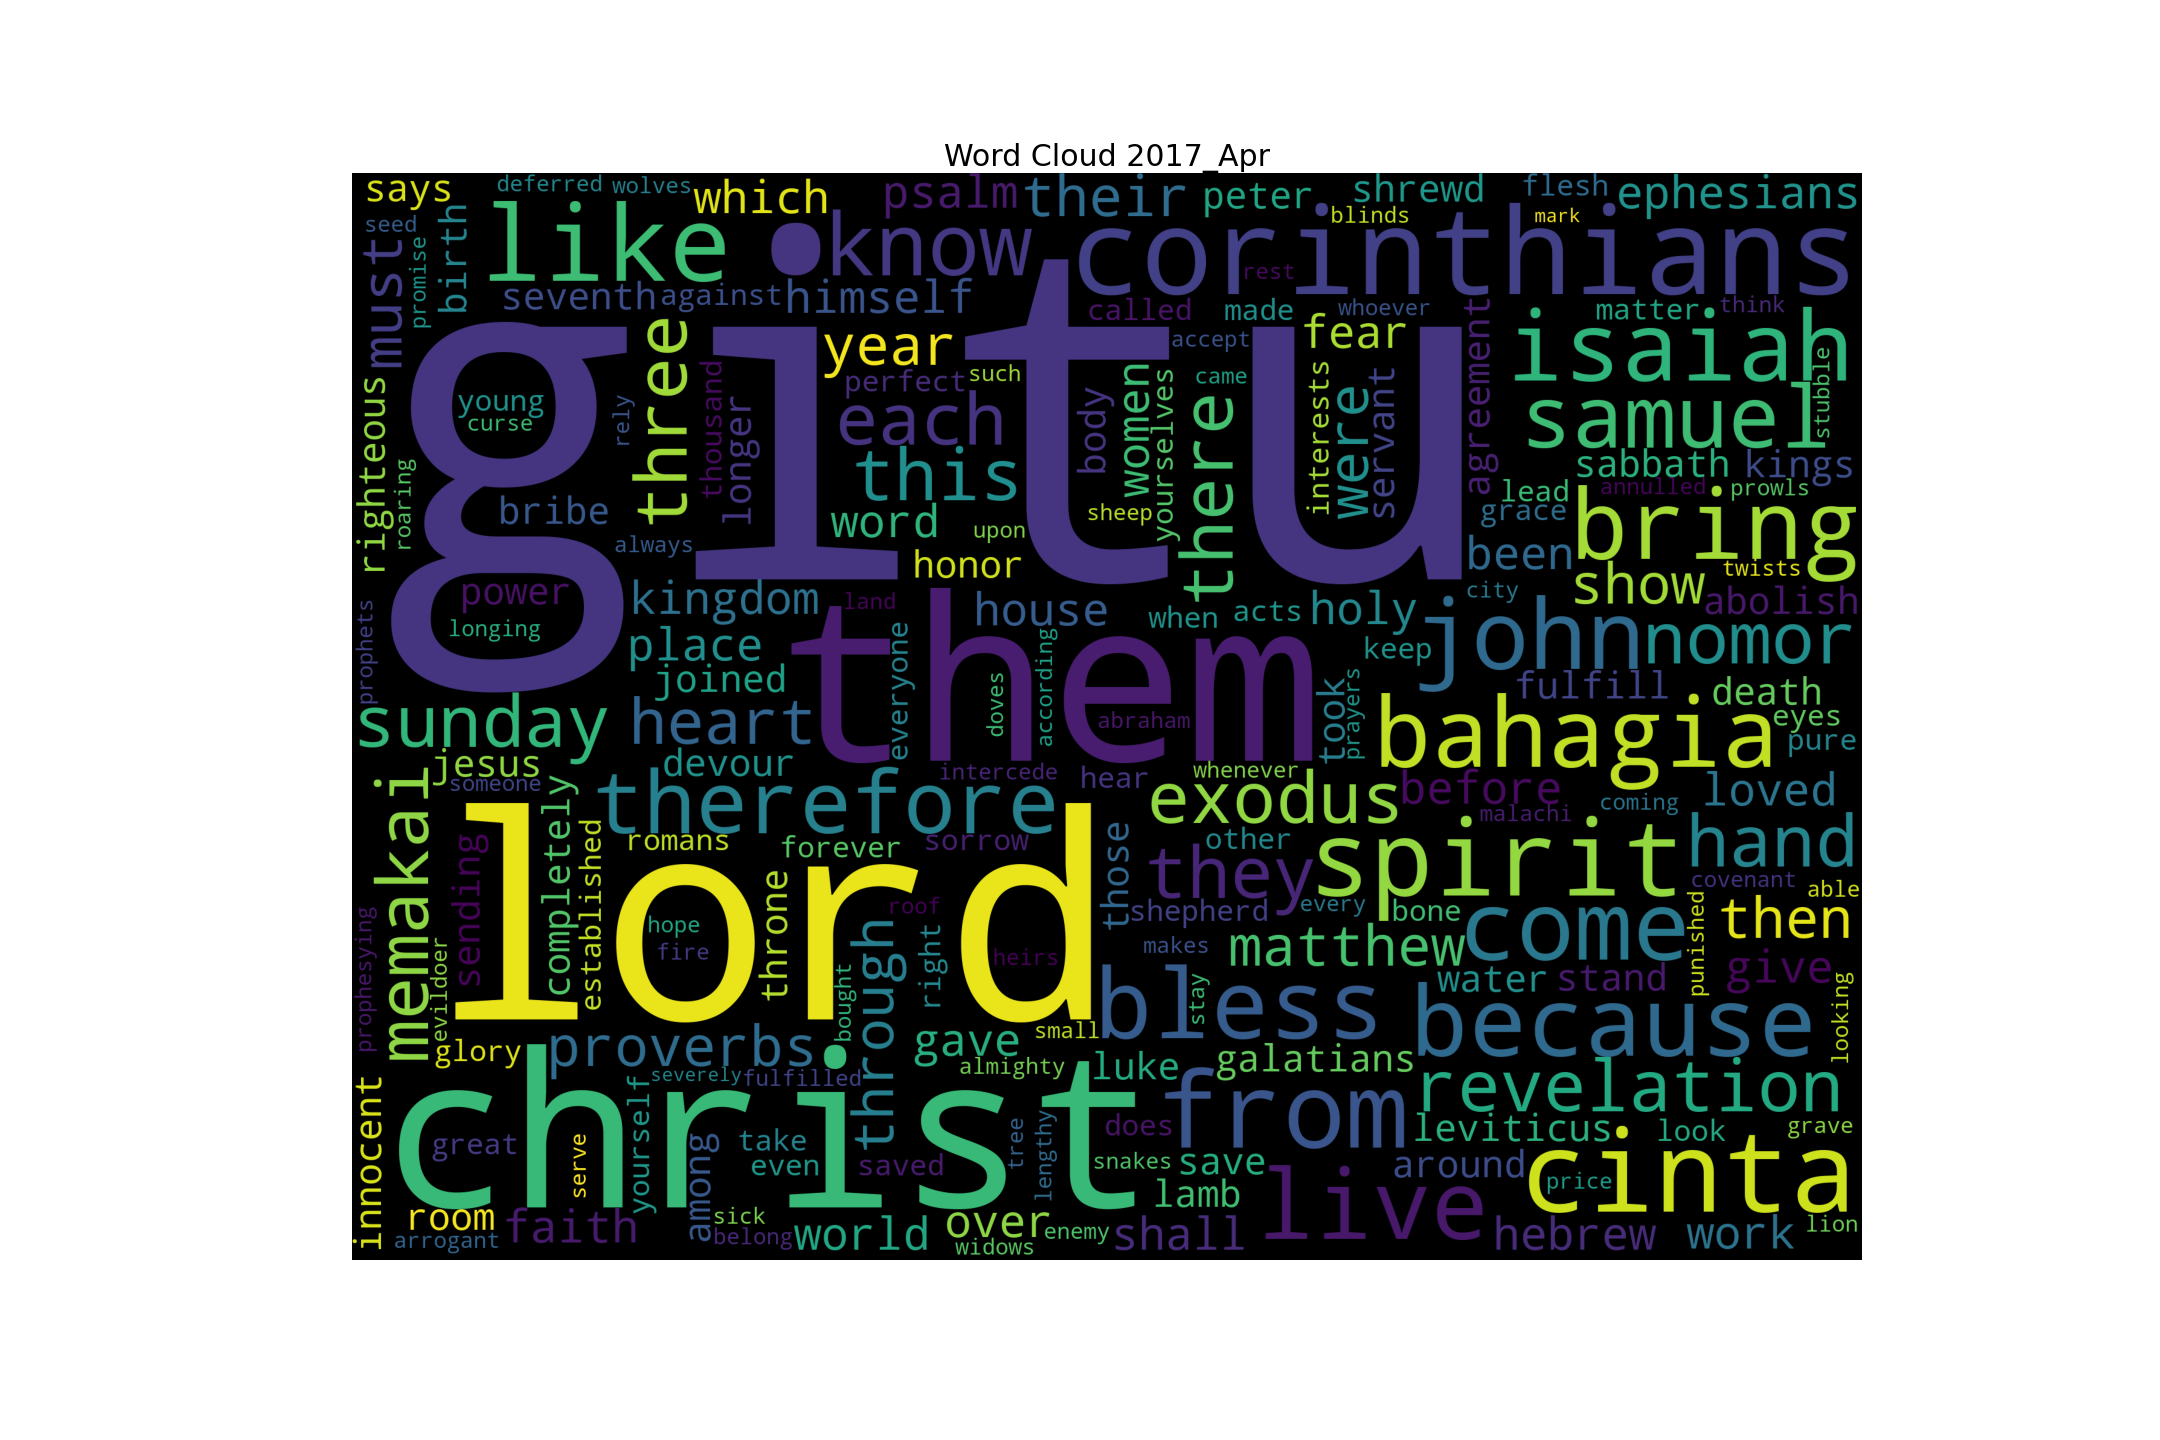 Word Cloud 2017_Apr
says
deferred
wolves
which
psalm
their
peter
shrewd
flesh
ephesians
seed
birth
like
know
corinthians
blinds
mark
must
promise
seventh
against
himself
rest
called
made
whoever
matter
think
gitu
three
year
accept
fear
agreement
isaiah
stubble
righteous
young
curse
rely
thousand
longer
perfect
such
each
body
women
yourselves
came
there
interests
were
servant
samuel
roaring
bribe
this
word
sheep
upon
sabbath
kings
lead
annulled
prowls
grace
always
honor
been
bring
twists
show
power
longing
kingdom
land
house
when
acts
holy
city
abolish
prophets
place
joined
everyone
them
doves
according
abraham
keep
took
prayers
john
nomor
fulfill
death
sunday
heart
bahagia
eyes
pure
jesus
someone
devour
intercede
hear
whenever
memakai
completely
therefore
exodus
before
malachi
coming
loved
sending
established
romans
forever
sorrow
those
other
they
spirit
hand
lord
hope
fire
throne
through
roof
right
heirs
shepherd
every
bone
covenant
able
prophesying
evildoer
bought
makes
matthew
come
punished
then
water
stand
give
looking
glory
proverbs
gave
small
bless
stay
because
severely
fulfilled
almighty
luke
galatians
innocent
christ
yourself
from
revelation
great
serve
among
take
even
saved
tree
lengthy
does
snakes
save
leviticus
look
grave
around
cinta
price
lamb
live
room
arrogant
faith
sick
belong
world
over
widows
enemy
shall
hebrew
work
lion